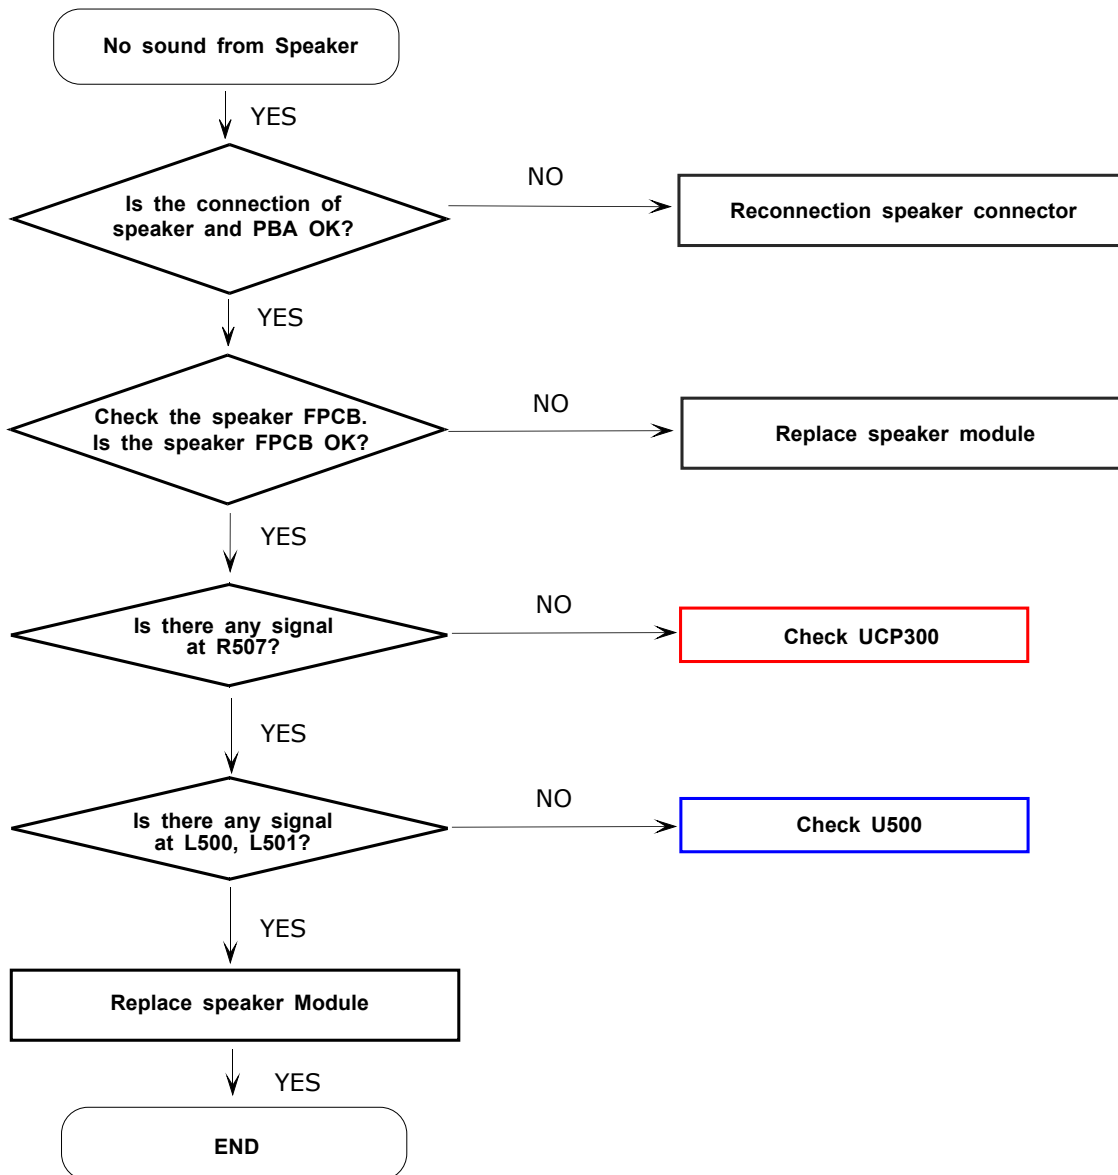 No sound from Speaker
YES
Is the connection of
speaker and PBA OK?
NO
Reconnection speaker connector
YES
Check the speaker FPCB.
Is the speaker FPCB OK?
NO
Replace speaker module
YES
Is there any signal
at R507?
NO
Check UCP300
YES
Is there any signal
at L500, L501?
NO
Check U500
YES
Replace speaker Module
YES
END